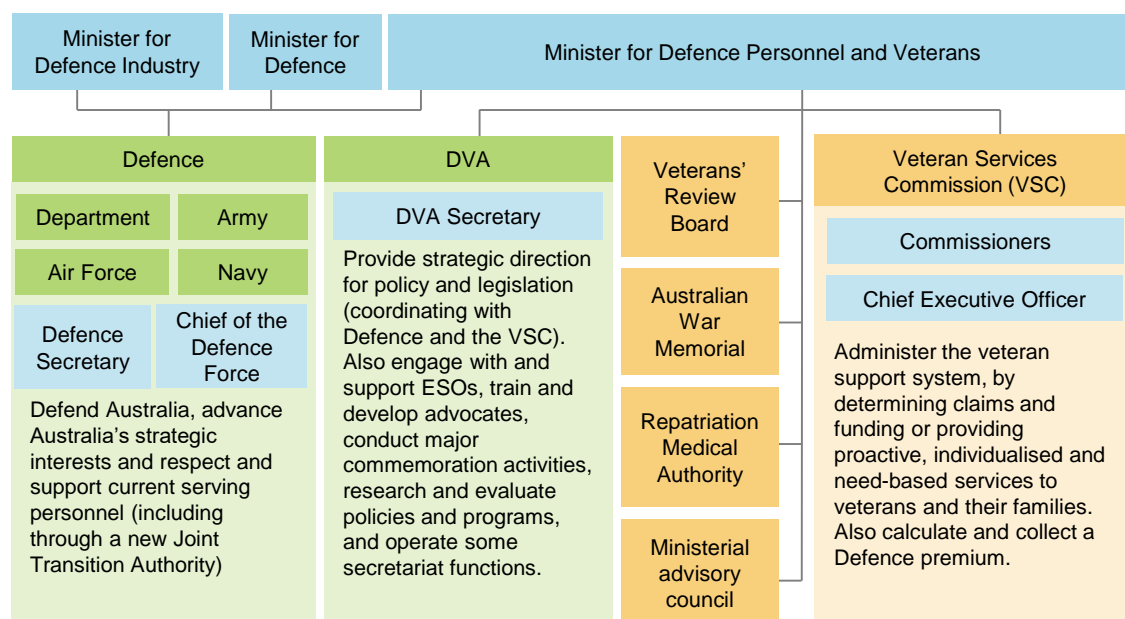 Minister for
Defence Industry
Minister for
Defence
Minister for Defence Personnel and Veterans
Defence
Department
Army
Air Force
Navy
Defence
Secretary
Chief of the
Defence
Force
Defend Australia, advance
Australia’s strategic
interests and respect and
support current serving
personnel (including
through a new Joint
Transition Authority)
DVA
DVA Secretary
Provide strategic direction
for policy and legislation
(coordinating with
Defence and the VSC).
Also engage with and
support ESOs, train and
develop advocates,
conduct major
commemoration activities,
research and evaluate
policies and programs,
and operate some
secretariat functions.
Veterans’
Review
Board
Australian
War
Memorial
Repatriation
Medical
Authority
Ministerial
advisory
council
Veteran Services
Commission (VSC)
Commissioners
Chief Executive Officer
Administer the veteran
support system, by
determining claims and
funding or providing
proactive, individualised and
need-based services to
veterans and their families.
Also calculate and collect a
Defence premium.